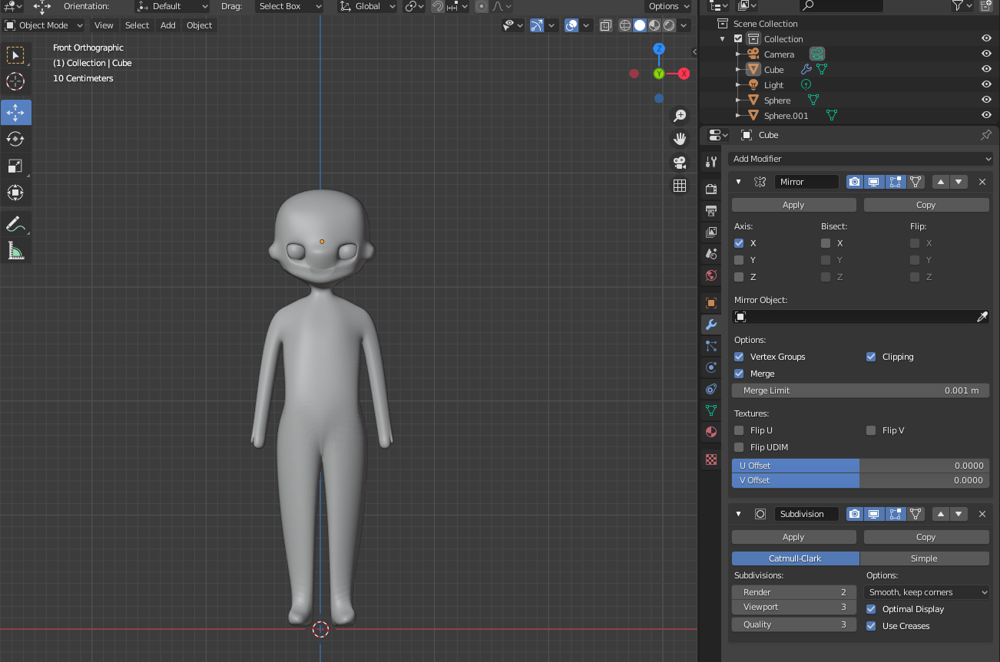 Orientation: Default Drag: Select Box Global Options
Object Mode View Select Add Object
Front Orthographic
(1) Collection | Cube
10 Centimeters
Z
Y
X
Scene Collection
Collection
Camera
Cube
Light
Sphere
Sphere.001
Cube
Add Modifier
Mirror
Apply Copy
Axis: Bisect: Flip:
X X X
Y Y Y
Z Z Z
Mirror Object:
Options:
Vertex Groups Clipping
Merge
Merge Limit 0.001 m
Textures:
Flip U Flip V
Flip UDIM
U Offset 0.0000
V Offset 0.0000
Subdivision
Apply Copy
Catmull-Clark Simple
Subdivisions: Options:
Render 2 Smooth, keep corners
Viewport 3 Optimal Display
Quality 3 Use Creases